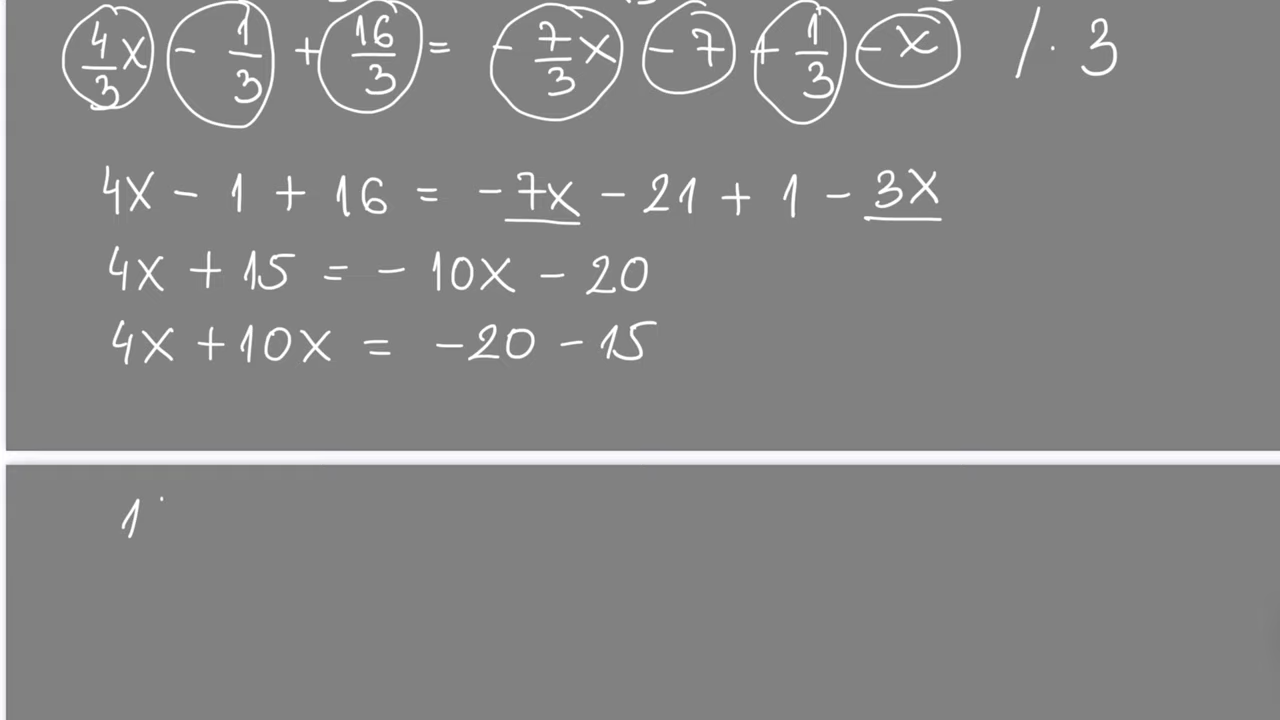 4/3x - 1/3 + 16/3 = - 7/3x - 7 + 1/3 - x / · 3
4x - 1 + 16 = - 7x - 21 + 1 - 3x
4x + 15 = - 10x - 20
4x + 10x = - 20 - 15
1